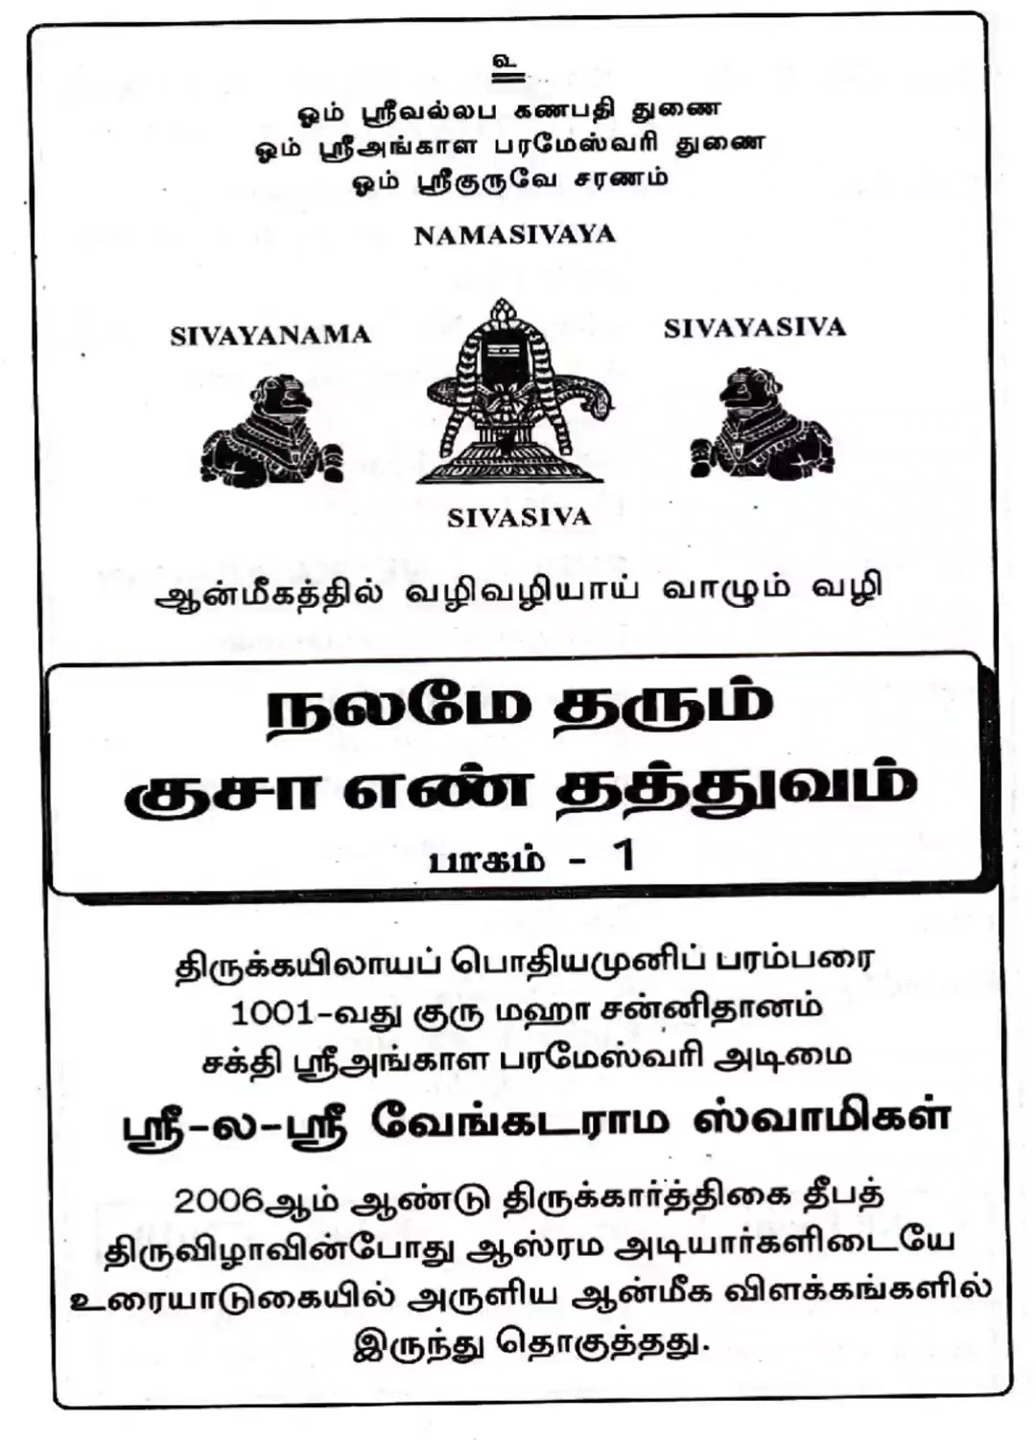 உ
ஓம் ஸ்ரீவல்லப கணபதி துணை
ஓம் ஸ்ரீஅங்காள பரமேஸ்வரி துணை
ஓம் ஸ்ரீகுருவே சரணம்
NAMASIVAYA
SIVAYANAMA
SIVAYASIVA
SIVASIVA
ஆன்மீகத்தில் வழிவழியாய் வாழும் வழி
நலமே தரும்
குசா எண் தத்துவம்
பாகம் - 1
திருக்கயிலாயப் பொதியமுனிப் பரம்பரை
1001-வது குரு மஹா சன்னிதானம்
சக்தி ஸ்ரீஅங்காள பரமேஸ்வரி அடிமை
ஸ்ரீ-ல-ஸ்ரீ வேங்கடராம ஸ்வாமிகள்
2006ஆம் ஆண்டு திருக்கார்த்திகை தீபத்
திருவிழாவின்போது ஆஸ்ரம அடியார்களிடையே
உரையாடுகையில் அருளிய ஆன்மீக விளக்கங்களில்
இருந்து தொகுத்தது.